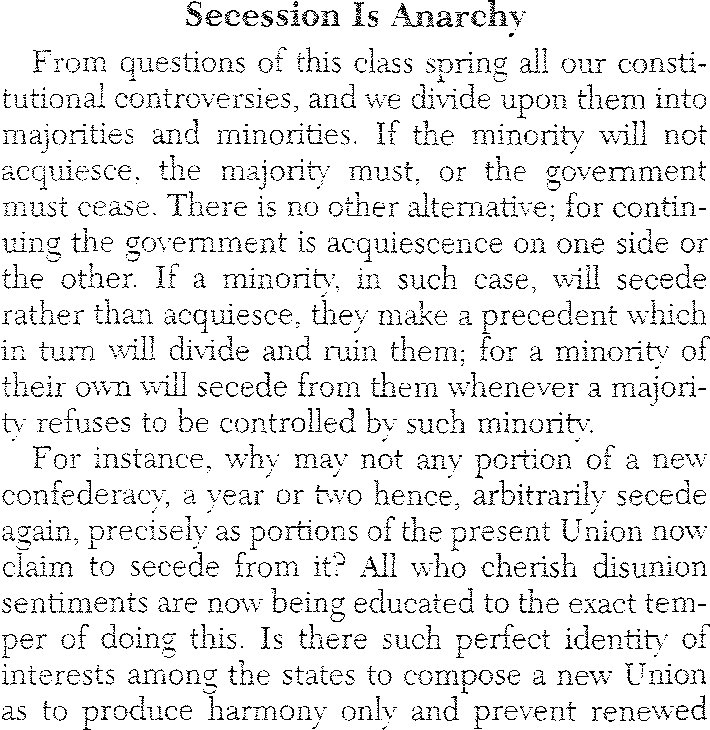 Secession Is Anarchy
From questions of this class spring all our consti-
tutional controversies, and we divide upon them into
majorities and minorities. If the minority will not
acquiesce, the majority must, or the government
must cease. There is no other alternative; for contin-
uing the government is acquiescence on one side or
the other. If a minority, in such case, will secede
rather than acquiesce, they make a precedent which
in turn will divide and ruin them; for a minority of
their own will secede from them whenever a majori-
ty refuses to be controlled by such minority.
For instance, why may not any portion of a new
confederacy, a year or two hence, arbitrarily secede
again, precisely as portions of the present Union now
claim to secede from it? All who cherish disunion
sentiments are now being educated to the exact tem-
per of doing this. Is there such perfect identity of
interests among the states to compose a new Union
as to produce harmony only and prevent renewed